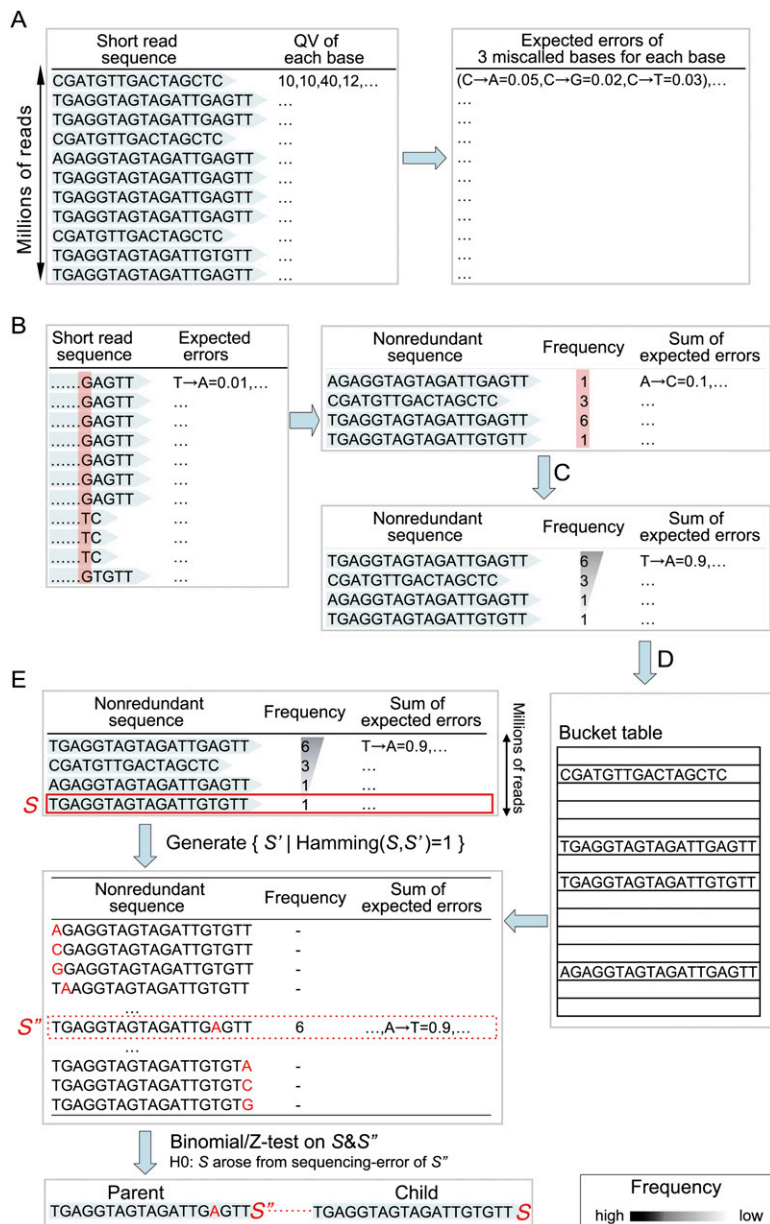 A
Short read sequence
QV of each base
Expected errors of 3 miscalled bases for each base
Millions of reads
CGATGTTGACTAGCTC 10,10,40,12,... (C→A=0.05,C→G=0.02,C→T=0.03),...
TGAGGTAGTAGATTGAGTT ... ...
TGAGGTAGTAGATTGAGTT ... ...
CGATGTTGACTAGCTC ... ...
AGAGGTAGTAGATTGAGTT ... ...
TGAGGTAGTAGATTGAGTT ... ...
TGAGGTAGTAGATTGAGTT ... ...
TGAGGTAGTAGATTGAGTT ... ...
CGATGTTGACTAGCTC ... ...
TGAGGTAGTAGATTGTGTT ... ...
TGAGGTAGTAGATTGAGTT ... ...
B
Short read sequence
Expected errors
......GAGTT T→A=0.01,...
......GAGTT ...
......GAGTT ...
......GAGTT ...
......GAGTT ...
......GAGTT ...
......GAGTT ...
......TC ...
......TC ...
......TC ...
......GTGTT ...
Nonredundant sequence
Frequency
Sum of expected errors
AGAGGTAGTAGATTGAGTT 1 A→C=0.1,...
CGATGTTGACTAGCTC 3 ...
TGAGGTAGTAGATTGAGTT 6 ...
TGAGGTAGTAGATTGTGTT 1 ...
C
Nonredundant sequence
Frequency
Sum of expected errors
TGAGGTAGTAGATTGAGTT 6 T→A=0.9,...
CGATGTTGACTAGCTC 3 ...
AGAGGTAGTAGATTGAGTT 1 ...
TGAGGTAGTAGATTGTGTT 1 ...
D
Bucket table
CGATGTTGACTAGCTC
TGAGGTAGTAGATTGAGTT
TGAGGTAGTAGATTGTGTT
AGAGGTAGTAGATTGAGTT
E
Nonredundant sequence
Frequency
Sum of expected errors
Millions of reads
TGAGGTAGTAGATTGAGTT 6 T→A=0.9,...
CGATGTTGACTAGCTC 3 ...
AGAGGTAGTAGATTGAGTT 1 ...
S TGAGGTAGTAGATTGTGTT 1 ...
Generate { S' | Hamming(S,S')=1 }
Nonredundant sequence
Frequency
Sum of expected errors
AGAGGTAGTAGATTGTGTT -
CGAGGTAGTAGATTGTGTT -
GGAGGTAGTAGATTGTGTT -
TAAGGTAGTAGATTGTGTT -
...
S” TGAGGTAGTAGATTGAGTT 6 ...,A→T=0.9,...
...
TGAGGTAGTAGATTGTGTA -
TGAGGTAGTAGATTGTGTC -
TGAGGTAGTAGATTGTGTG -
Binomial/Z-test on S&S”
H0: S arose from sequencing-error of S”
Parent
Child
TGAGGTAGTAGATTGAGTT S” ...... TGAGGTAGTAGATTGTGTT S
Frequency
high low